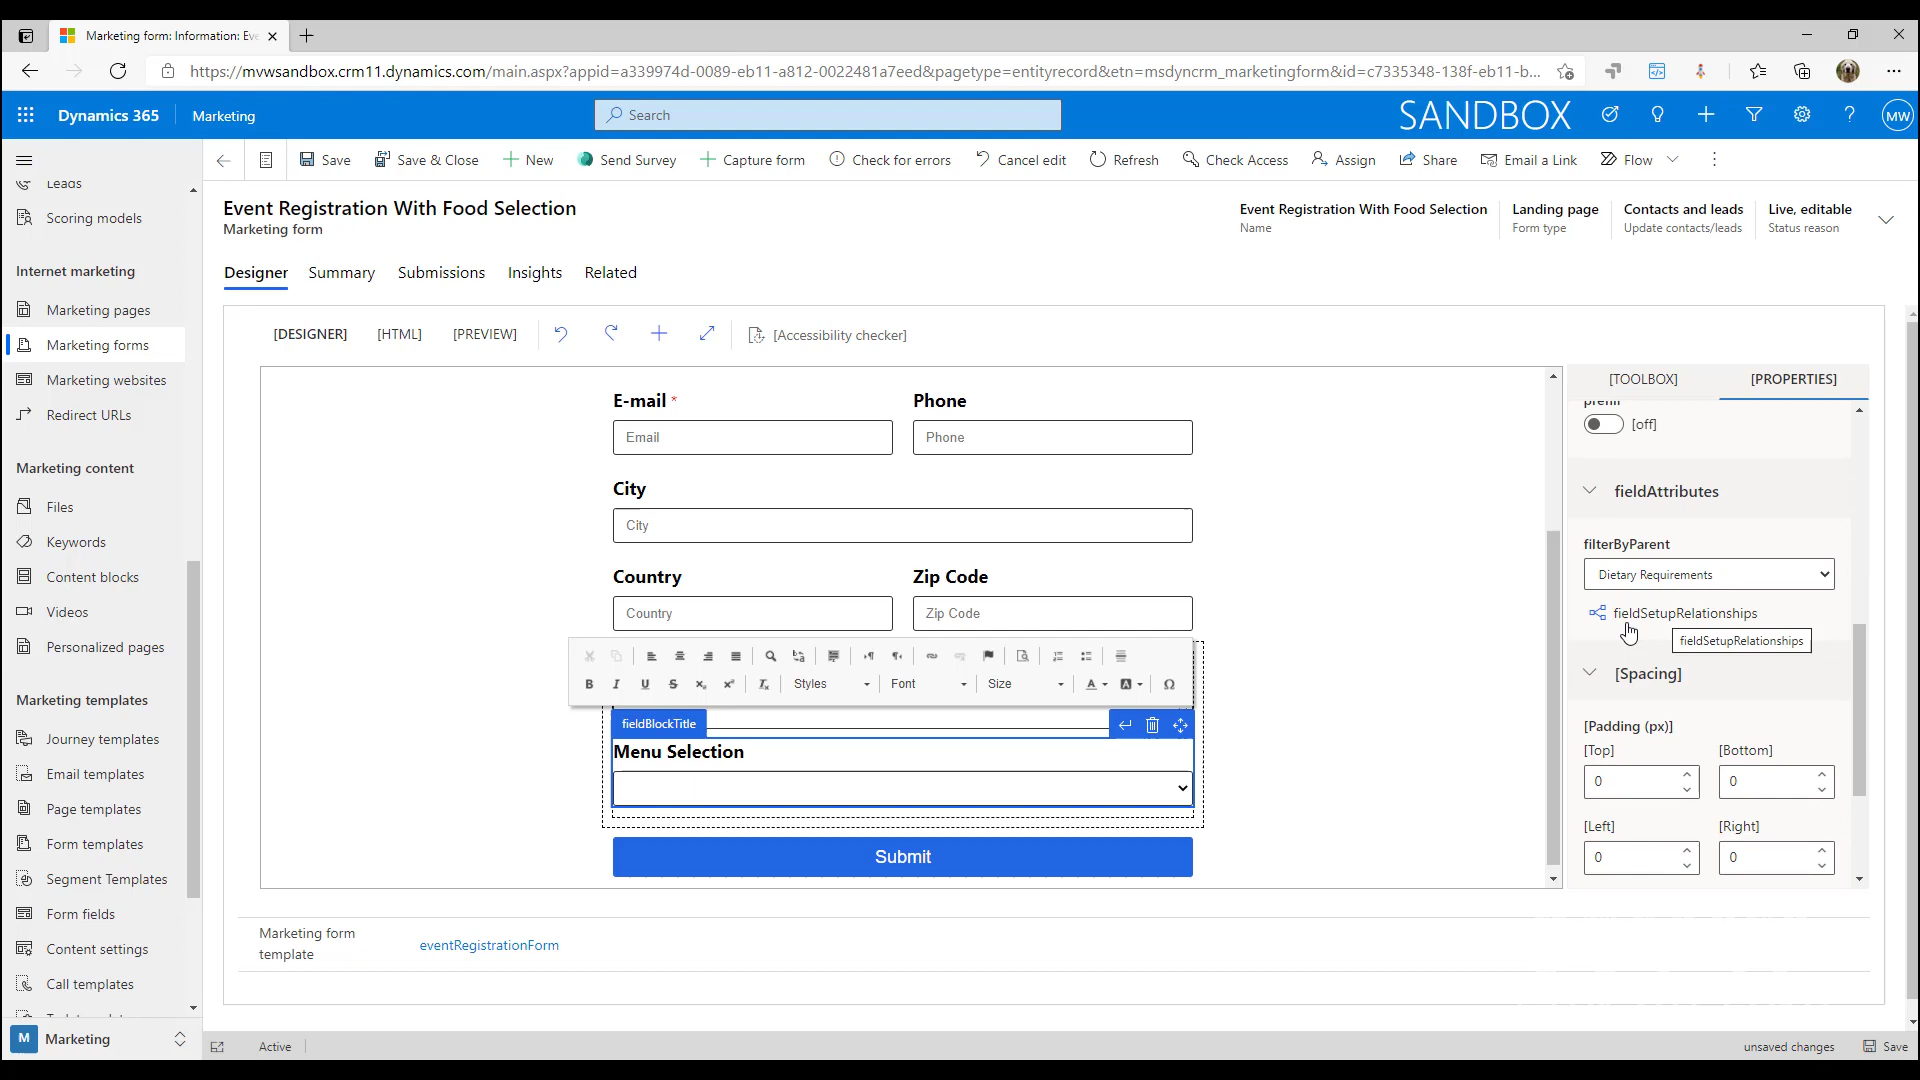 Marketing form: Information: Eve
https://mvwsandbox.crm11.dynamics.com/main.aspx?appid=a339974d-0089-eb11-a812-0022481a7eed&pagetype=entityrecord&etn=msdyncrm_marketingform&id=c7335348-138f-eb11-b...
Dynamics 365
Marketing
Search
SANDBOX
MW
Save
Save & Close
New
Send Survey
Capture form
Check for errors
Cancel edit
Refresh
Check Access
Assign
Share
Email a Link
Flow
Leads
Scoring models
Internet marketing
Marketing pages
Marketing forms
Marketing websites
Redirect URLs
Marketing content
Files
Keywords
Content blocks
Videos
Personalized pages
Marketing templates
Journey templates
Email templates
Page templates
Form templates
Segment Templates
Form fields
Content settings
Call templates
M
Marketing
Event Registration With Food Selection
Marketing form
Event Registration With Food Selection
Name
Landing page
Form type
Contacts and leads
Update contacts/leads
Live, editable
Status reason
Designer
Summary
Submissions
Insights
Related
[DESIGNER]
[HTML]
[PREVIEW]
[Accessibility checker]
E-mail *
Email
Phone
Phone
City
City
Country
Country
Zip Code
Zip Code
B I U S
Styles
Font
Size
A
A
Ω
fieldBlockTitle
Menu Selection
Submit
[TOOLBOX]
[PROPERTIES]
prefill
[off]
fieldAttributes
filterByParent
Dietary Requirements
fieldSetupRelationships
fieldSetupRelationships
[Spacing]
[Padding (px)]
[Top]
0
[Bottom]
0
[Left]
0
[Right]
0
Marketing form
template
eventRegistrationForm
Active
unsaved changes
Save